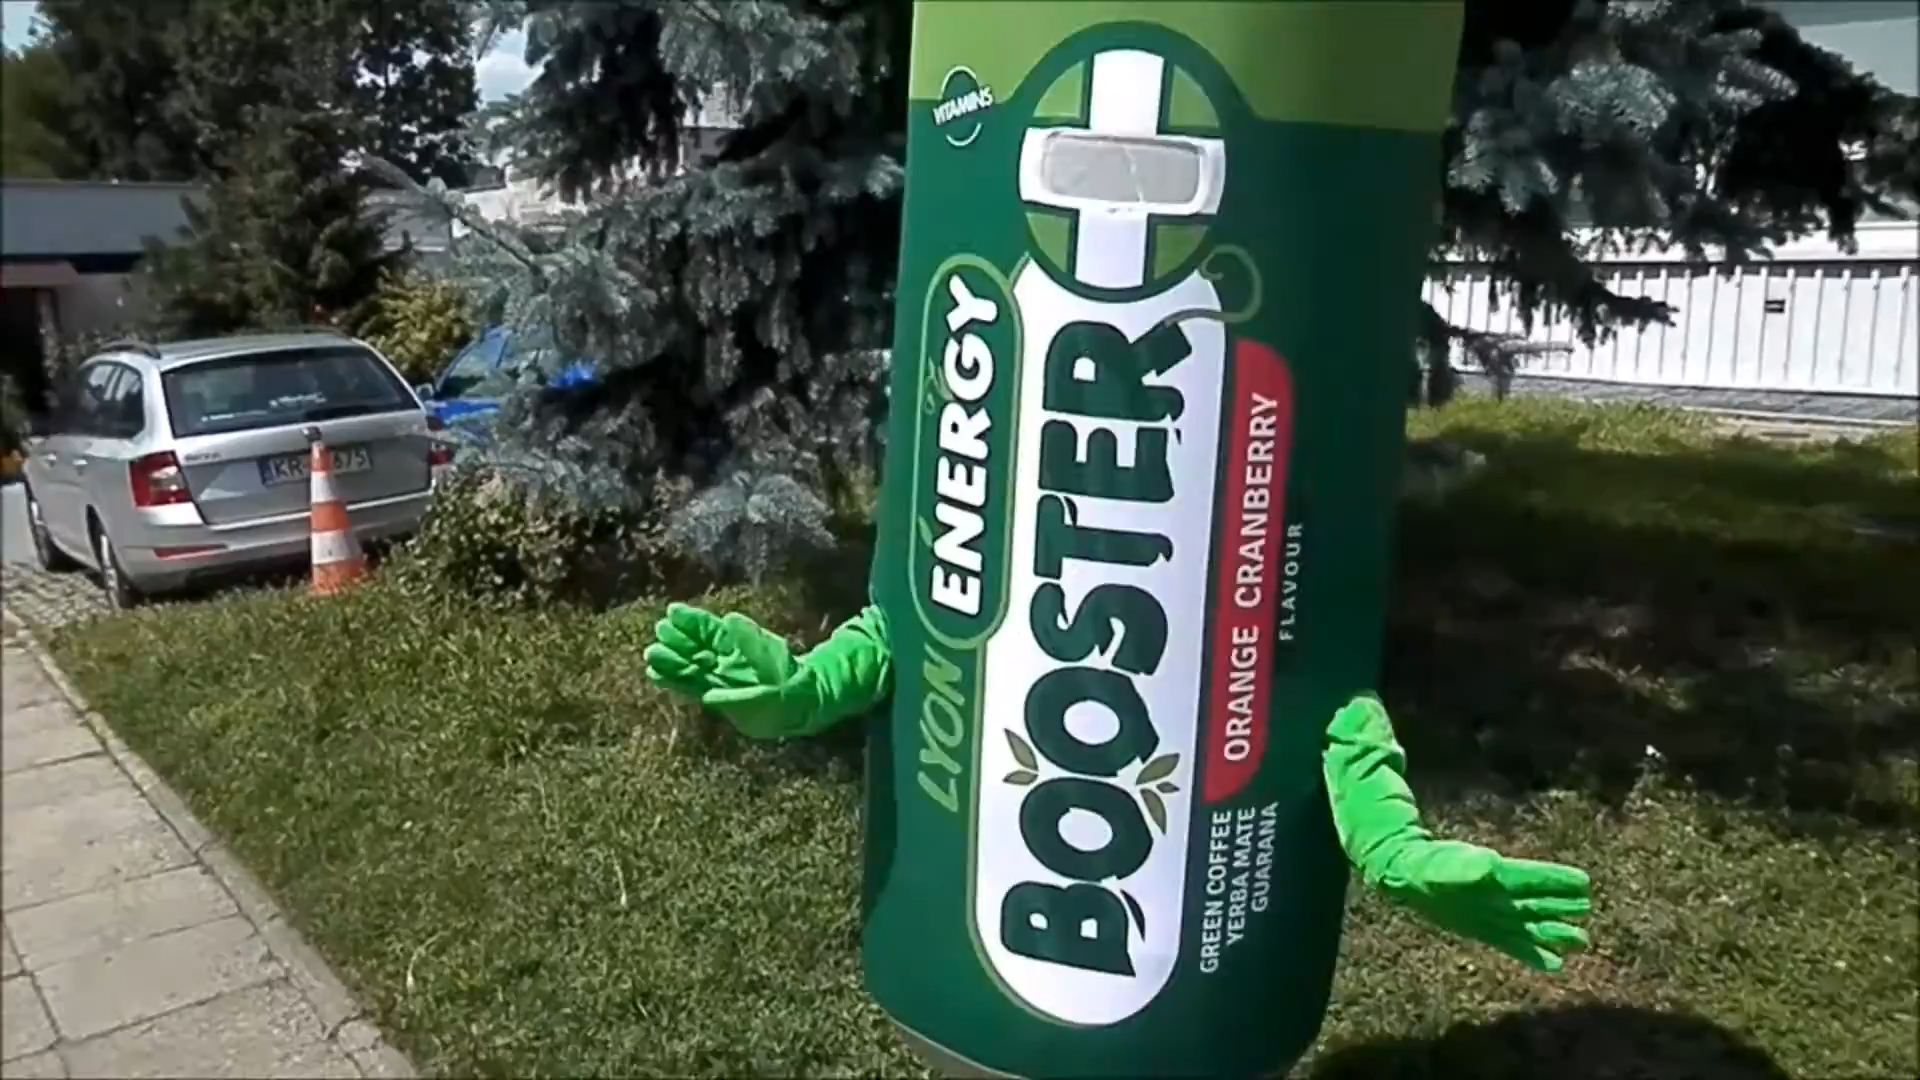 VITAMINS
LYON ENERGY
BOOSTER
ORANGE CRANBERRY
FLAVOUR
GREEN COFFEE
YERBA MATE
GUARANA